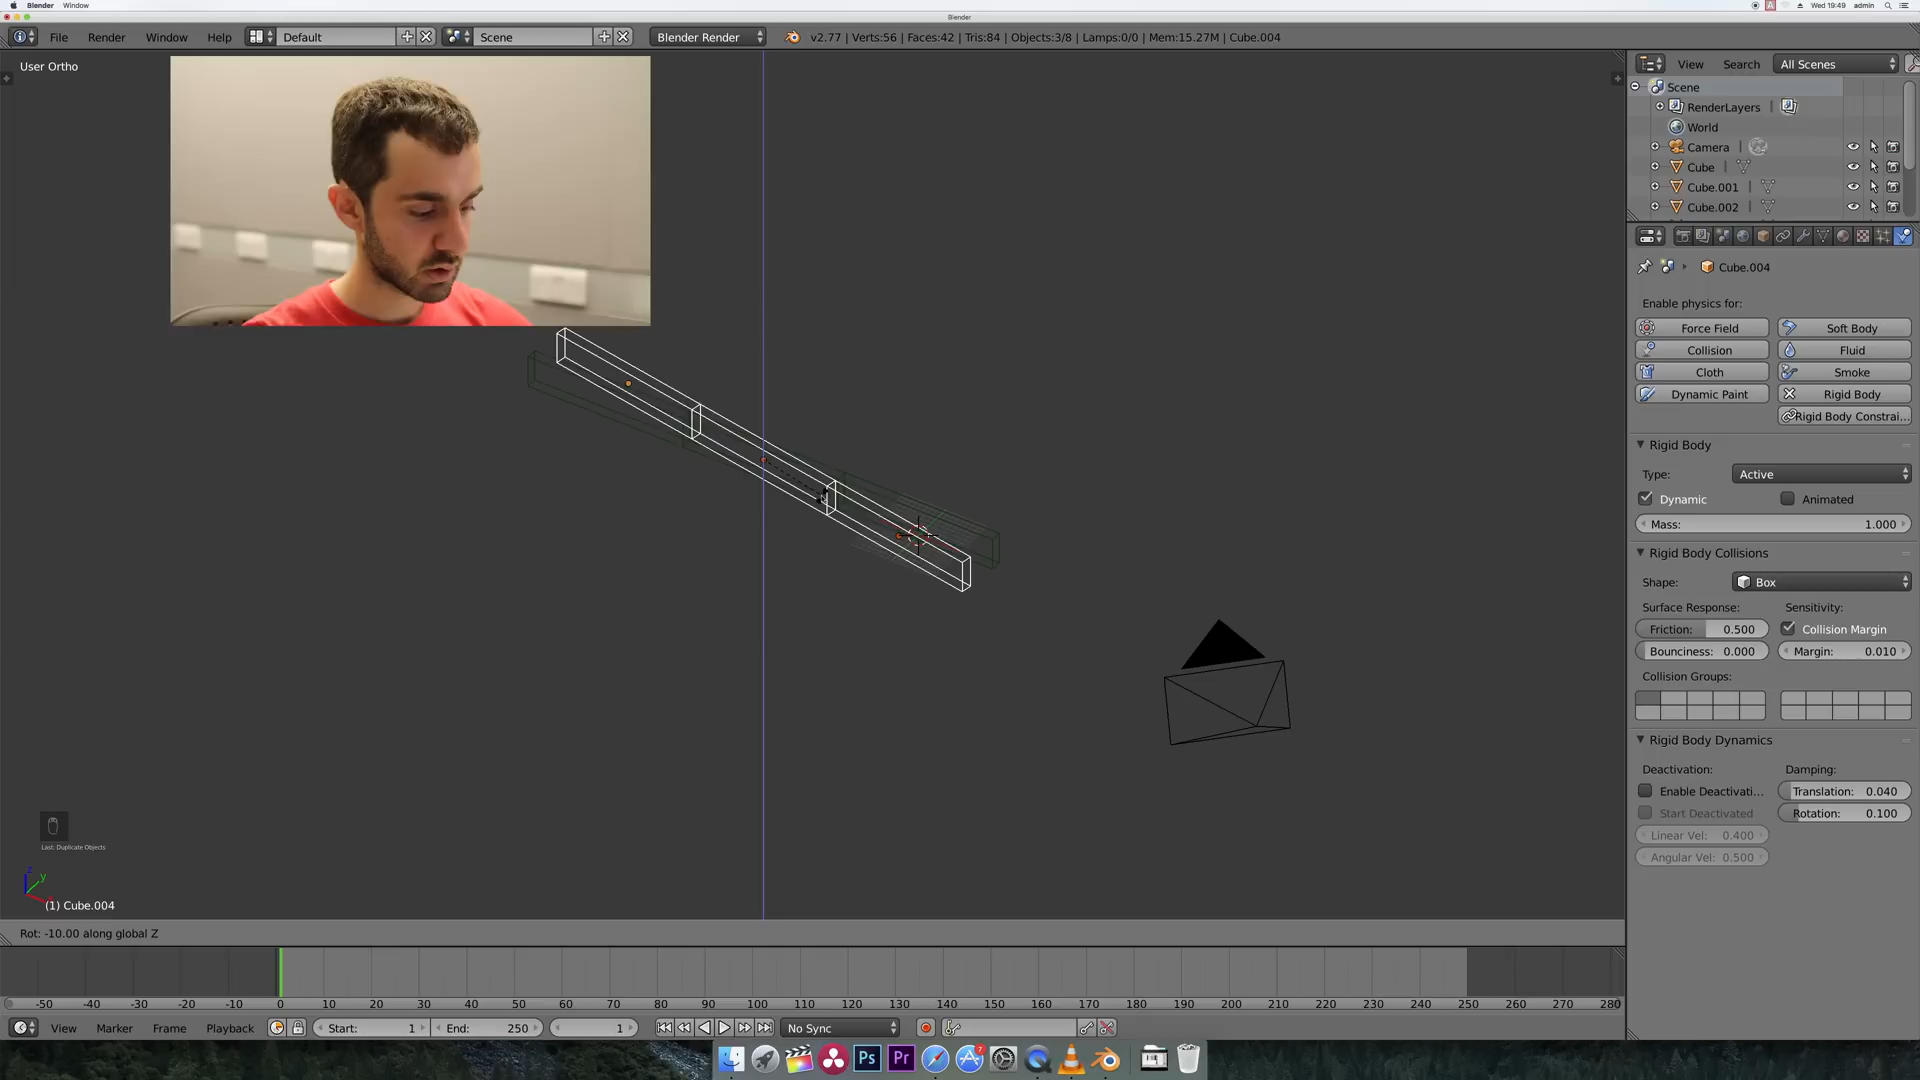 Blender Window
Wed 19:49 admin
Blender
File Render Window Help Default Scene Blender Render v2.77 | Verts:56 | Faces:42 | Tris:84 | Objects:3/8 | Lamps:0/0 | Mem:15.27M | Cube.004
User Ortho
View Search All Scenes
Scene
RenderLayers
World
Camera
Cube
Cube.001
Cube.002
Cube.004
Enable physics for:
Force Field Soft Body
Collision Fluid
Cloth Smoke
Dynamic Paint Rigid Body
Rigid Body Constrai...
Rigid Body
Type: Active
Dynamic Animated
Mass: 1.000
Rigid Body Collisions
Shape: Box
Surface Response: Sensitivity:
Friction: 0.500 Collision Margin
Bounciness: 0.000 Margin: 0.010
Collision Groups:
Rigid Body Dynamics
Deactivation: Damping:
Enable Deactivati... Translation: 0.040
Start Deactivated Rotation: 0.100
Linear Vel: 0.400
Angular Vel: 0.500
Last: Duplicate Objects
z
y
(1) Cube.004
Rot: -10.00 along global Z
-50 -40 -30 -20 -10 0 10 20 30 40 50 60 70 80 90 100 110 120 130 140 150 160 170 180 190 200 210 220 230 240 250 260 270 280
View Marker Frame Playback Start: 1 End: 250 1 No Sync
Ps Pr 7